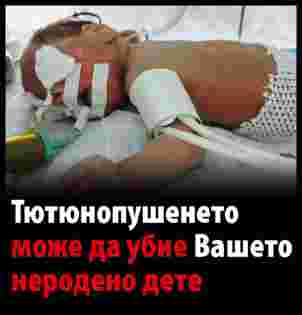 Тютюнопушенето
може да убие Вашето
неродено дете